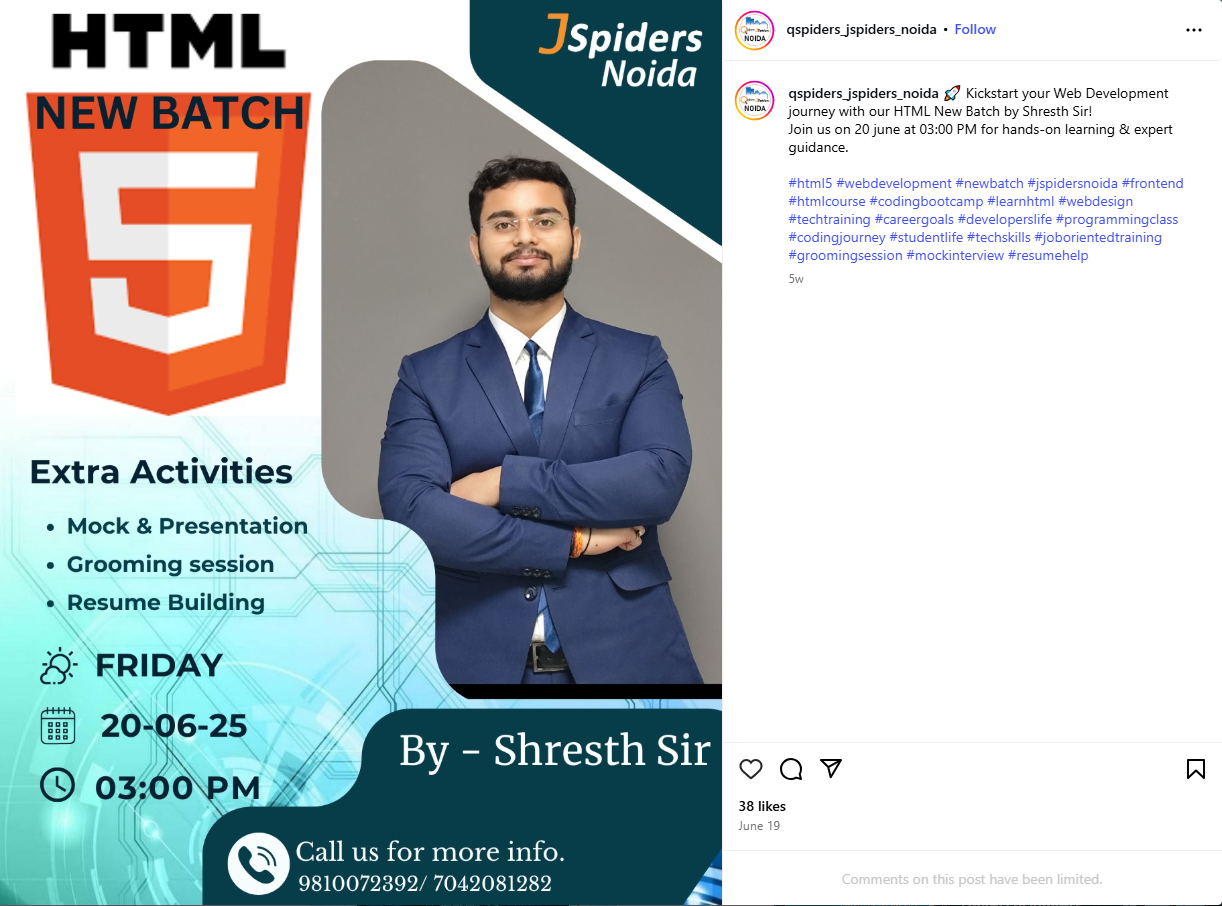 HTML
NEW BATCH
5
JSpiders
Noida
Extra Activities
• Mock & Presentation
• Grooming session
• Resume Building
FRIDAY
20-06-25
03:00 PM
By - Shresth Sir
Call us for more info.
9810072392/ 7042081282
NOIDA
qspiders_jspiders_noida • Follow
NOIDA
qspiders_jspiders_noida 🚀 Kickstart your Web Development
journey with our HTML New Batch by Shresth Sir!
Join us on 20 june at 03:00 PM for hands-on learning & expert
guidance.
#html5 #webdevelopment #newbatch #jspidersnoida #frontend
#htmlcourse #codingbootcamp #learnhtml #webdesign
#techtraining #careergoals #developerslife #programmingclass
#codingjourney #studentlife #techskills #joborientedtraining
#groomingsession #mockinterview #resumehelp
5w
38 likes
June 19
Comments on this post have been limited.